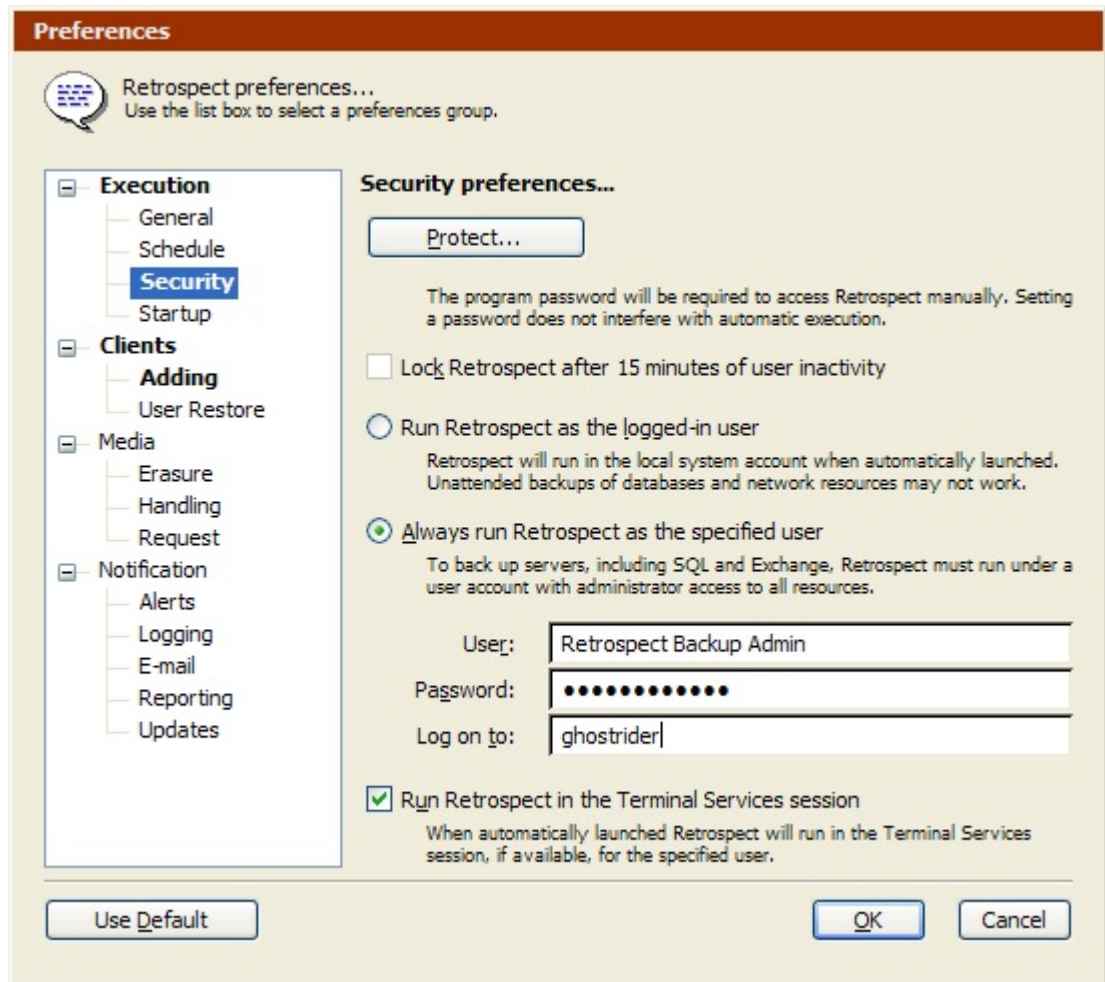 Preferences
Retrospect preferences...
Use the list box to select a preferences group.
Execution
General
Schedule
Security
Startup
Clients
Adding
User Restore
Media
Erasure
Handling
Request
Notification
Alerts
Logging
E-mail
Reporting
Updates
Security preferences...
Protect...
The program password will be required to access Retrospect manually. Setting
a password does not interfere with automatic execution.
Lock Retrospect after 15 minutes of user inactivity
Run Retrospect as the logged-in user
Retrospect will run in the local system account when automatically launched.
Unattended backups of databases and network resources may not work.
Always run Retrospect as the specified user
To back up servers, including SQL and Exchange, Retrospect must run under a
user account with administrator access to all resources.
User: Retrospect Backup Admin
Password: ●●●●●●●●●●●●
Log on to: ghostrider
Run Retrospect in the Terminal Services session
When automatically launched Retrospect will run in the Terminal Services
session, if available, for the specified user.
Use Default
OK
Cancel